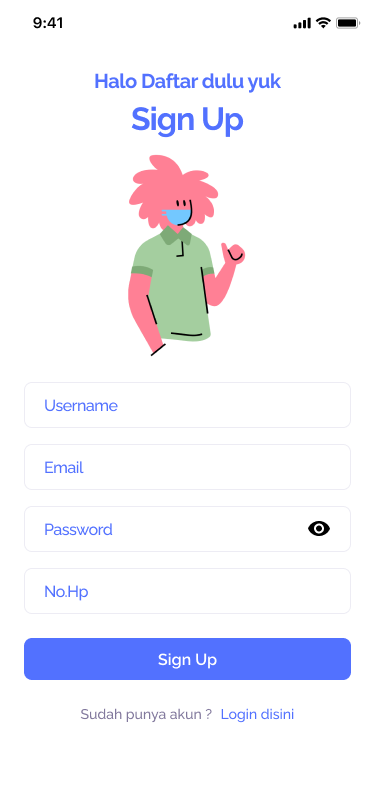 9:41
Halo Daftar dulu yuk
Sign Up
Username
Email
Password
No.Hp
Sign Up
Sudah punya akun ? Login disini